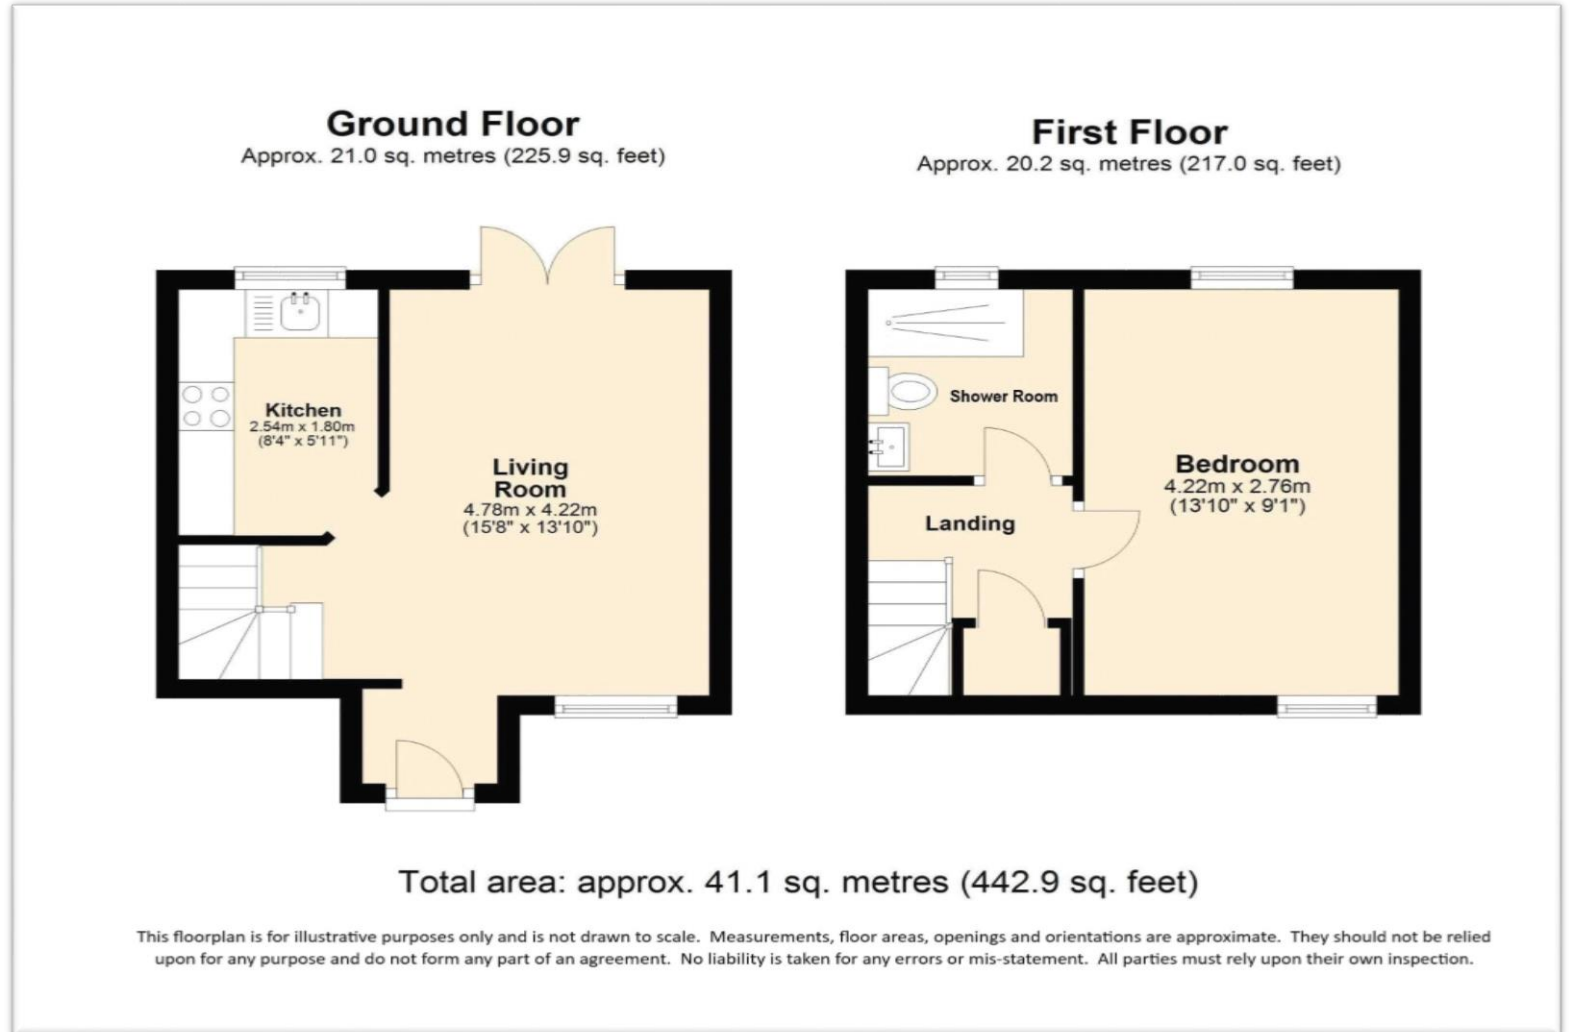 Ground Floor
Approx. 21.0 sq. metres (225.9 sq. feet)
First Floor
Approx. 20.2 sq. metres (217.0 sq. feet)
Kitchen
2.54m x 1.80m
(8'4" x 5'11")
Living
Room
4.78m x 4.22m
(15'8" x 13'10")
Shower Room
Landing
Bedroom
4.22m x 2.76m
(13'10" x 9'1")
Total area: approx. 41.1 sq. metres (442.9 sq. feet)
This floorplan is for illustrative purposes only and is not drawn to scale. Measurements, floor areas, openings and orientations are approximate. They should not be relied
upon for any purpose and do not form any part of an agreement. No liability is taken for any errors or mis-statement. All parties must rely upon their own inspection.